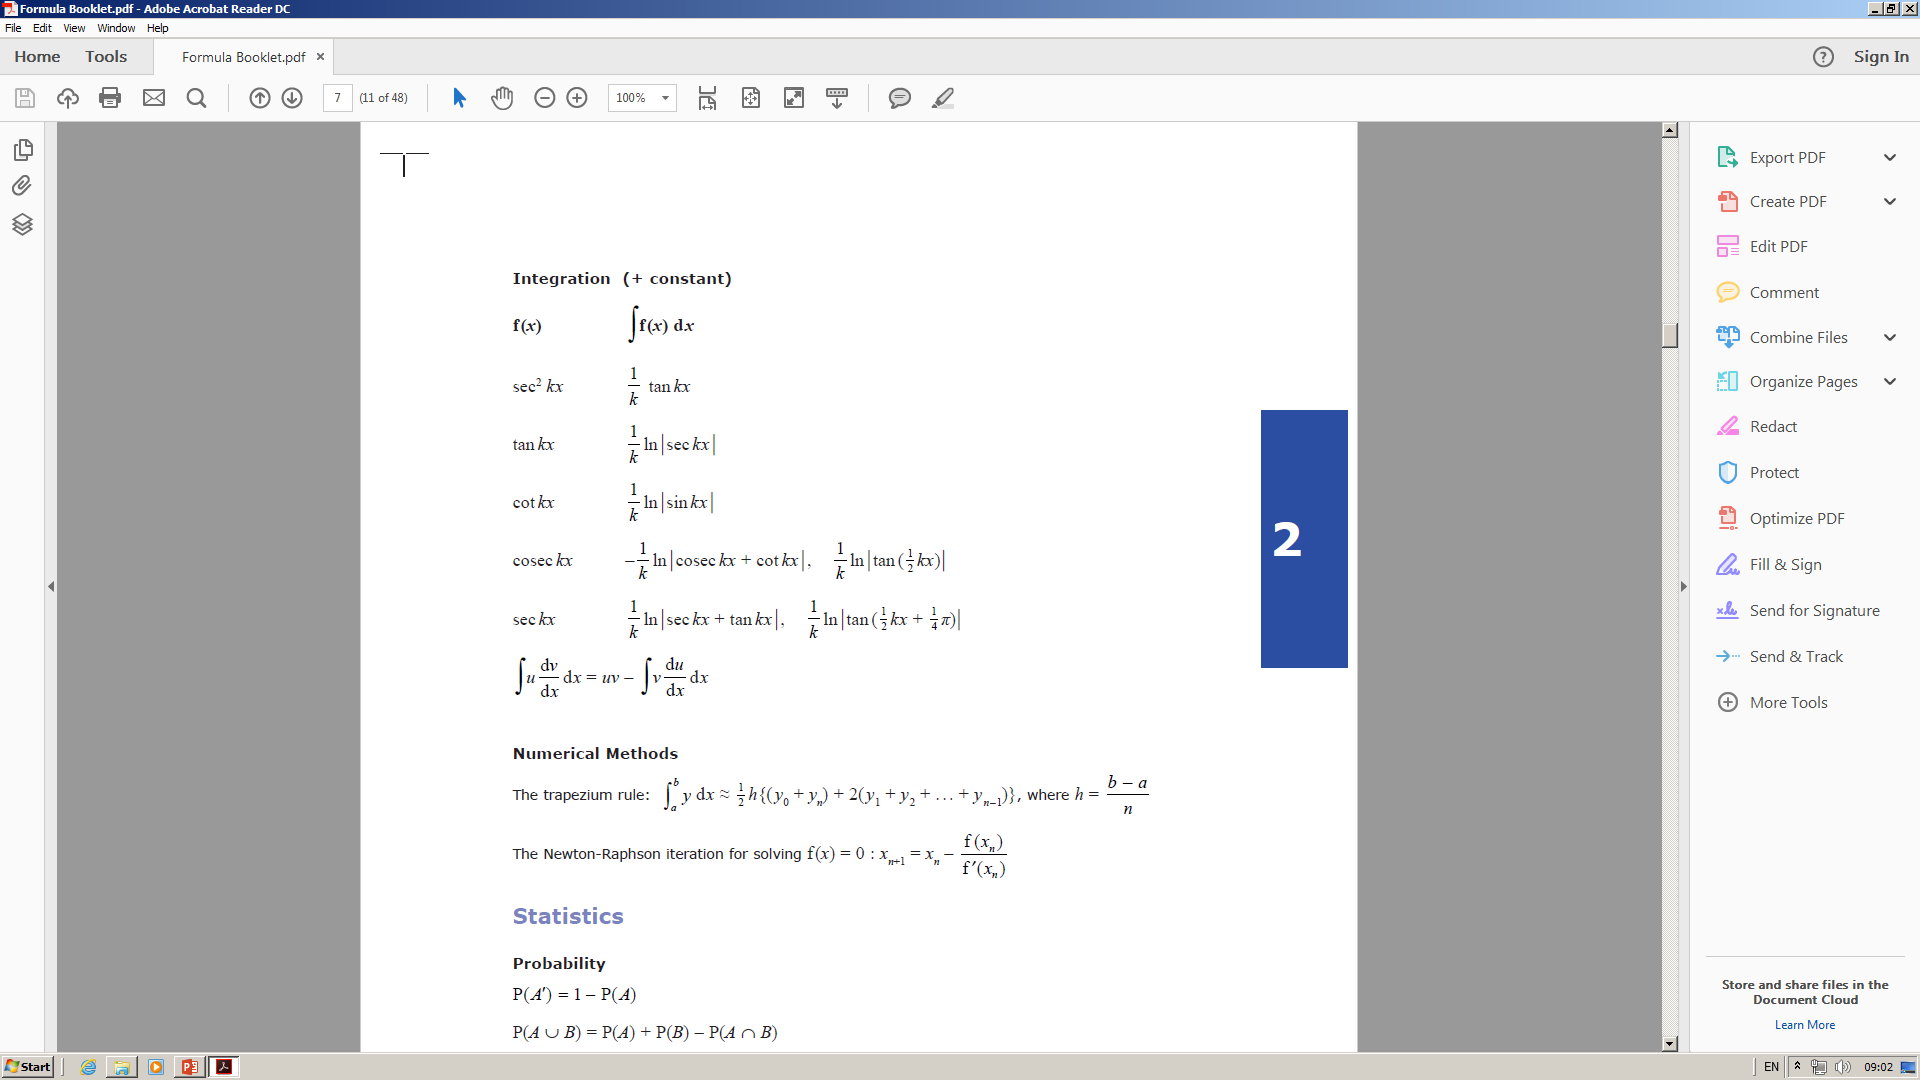 Formula Booklet.pdf - Adobe Acrobat Reader DC
File Edit View Window Help
Home Tools Formula Booklet.pdf × Sign In
7 (11 of 48) 100%
Integration (+ constant)
f(x) ∫f(x) dx
sec² kx 1/k tan kx
tan kx 1/k ln|sec kx|
cot kx 1/k ln|sin kx|
cosec kx −1/k ln|cosec kx + cot kx|, 1/k ln|tan(½kx)|
sec kx 1/k ln|sec kx + tan kx|, 1/k ln|tan(½kx + ¼π)|
∫u dv/dx dx = uv − ∫v du/dx dx
2
Numerical Methods
The trapezium rule: ∫ₐᵇ y dx ≈ ½h{(y₀ + yₙ) + 2(y₁ + y₂ + ... + yₙ₋₁)}, where h = (b − a)/n
The Newton-Raphson iteration for solving f(x) = 0 : xₙ₊₁ = xₙ − f(xₙ)/f′(xₙ)
Statistics
Probability
P(A′) = 1 − P(A)
P(A ∪ B) = P(A) + P(B) − P(A ∩ B)
Export PDF
Create PDF
Edit PDF
Comment
Combine Files
Organize Pages
Redact
Protect
Optimize PDF
Fill & Sign
Send for Signature
Send & Track
More Tools
Store and share files in the
Document Cloud
Learn More
Start EN 09:02